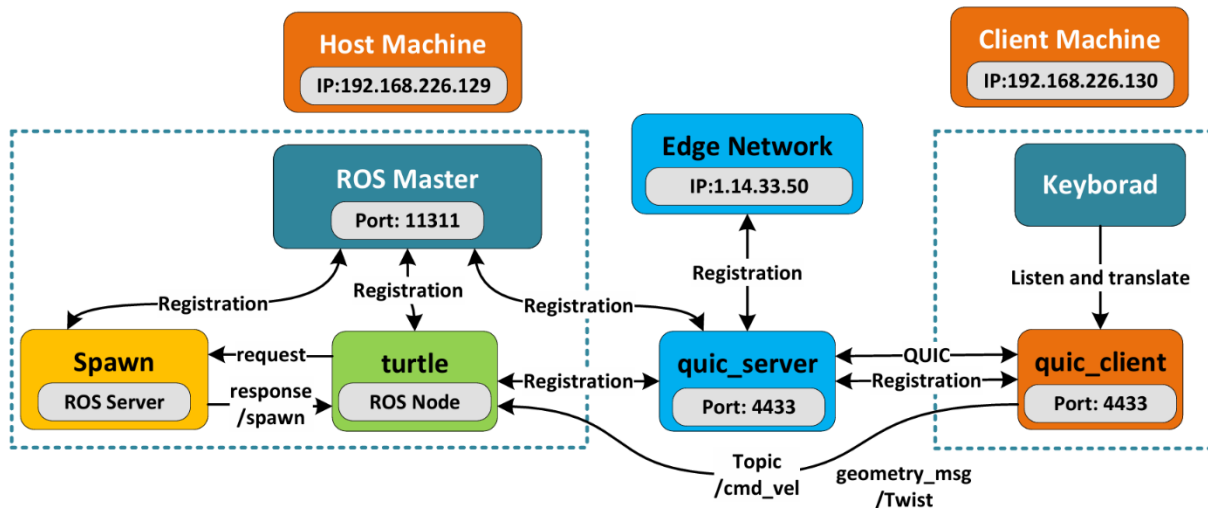 Host Machine
IP:192.168.226.129
Client Machine
IP:192.168.226.130
ROS Master
Port: 11311
Edge Network
IP:1.14.33.50
Keyborad
Registration
Registration
Registration
Registration
Listen and translate
Spawn
ROS Server
request
response
/spawn
turtle
ROS Node
Registration
quic_server
Port: 4433
QUIC
Registration
quic_client
Port: 4433
Topic
/cmd_vel
geometry_msg
/Twist